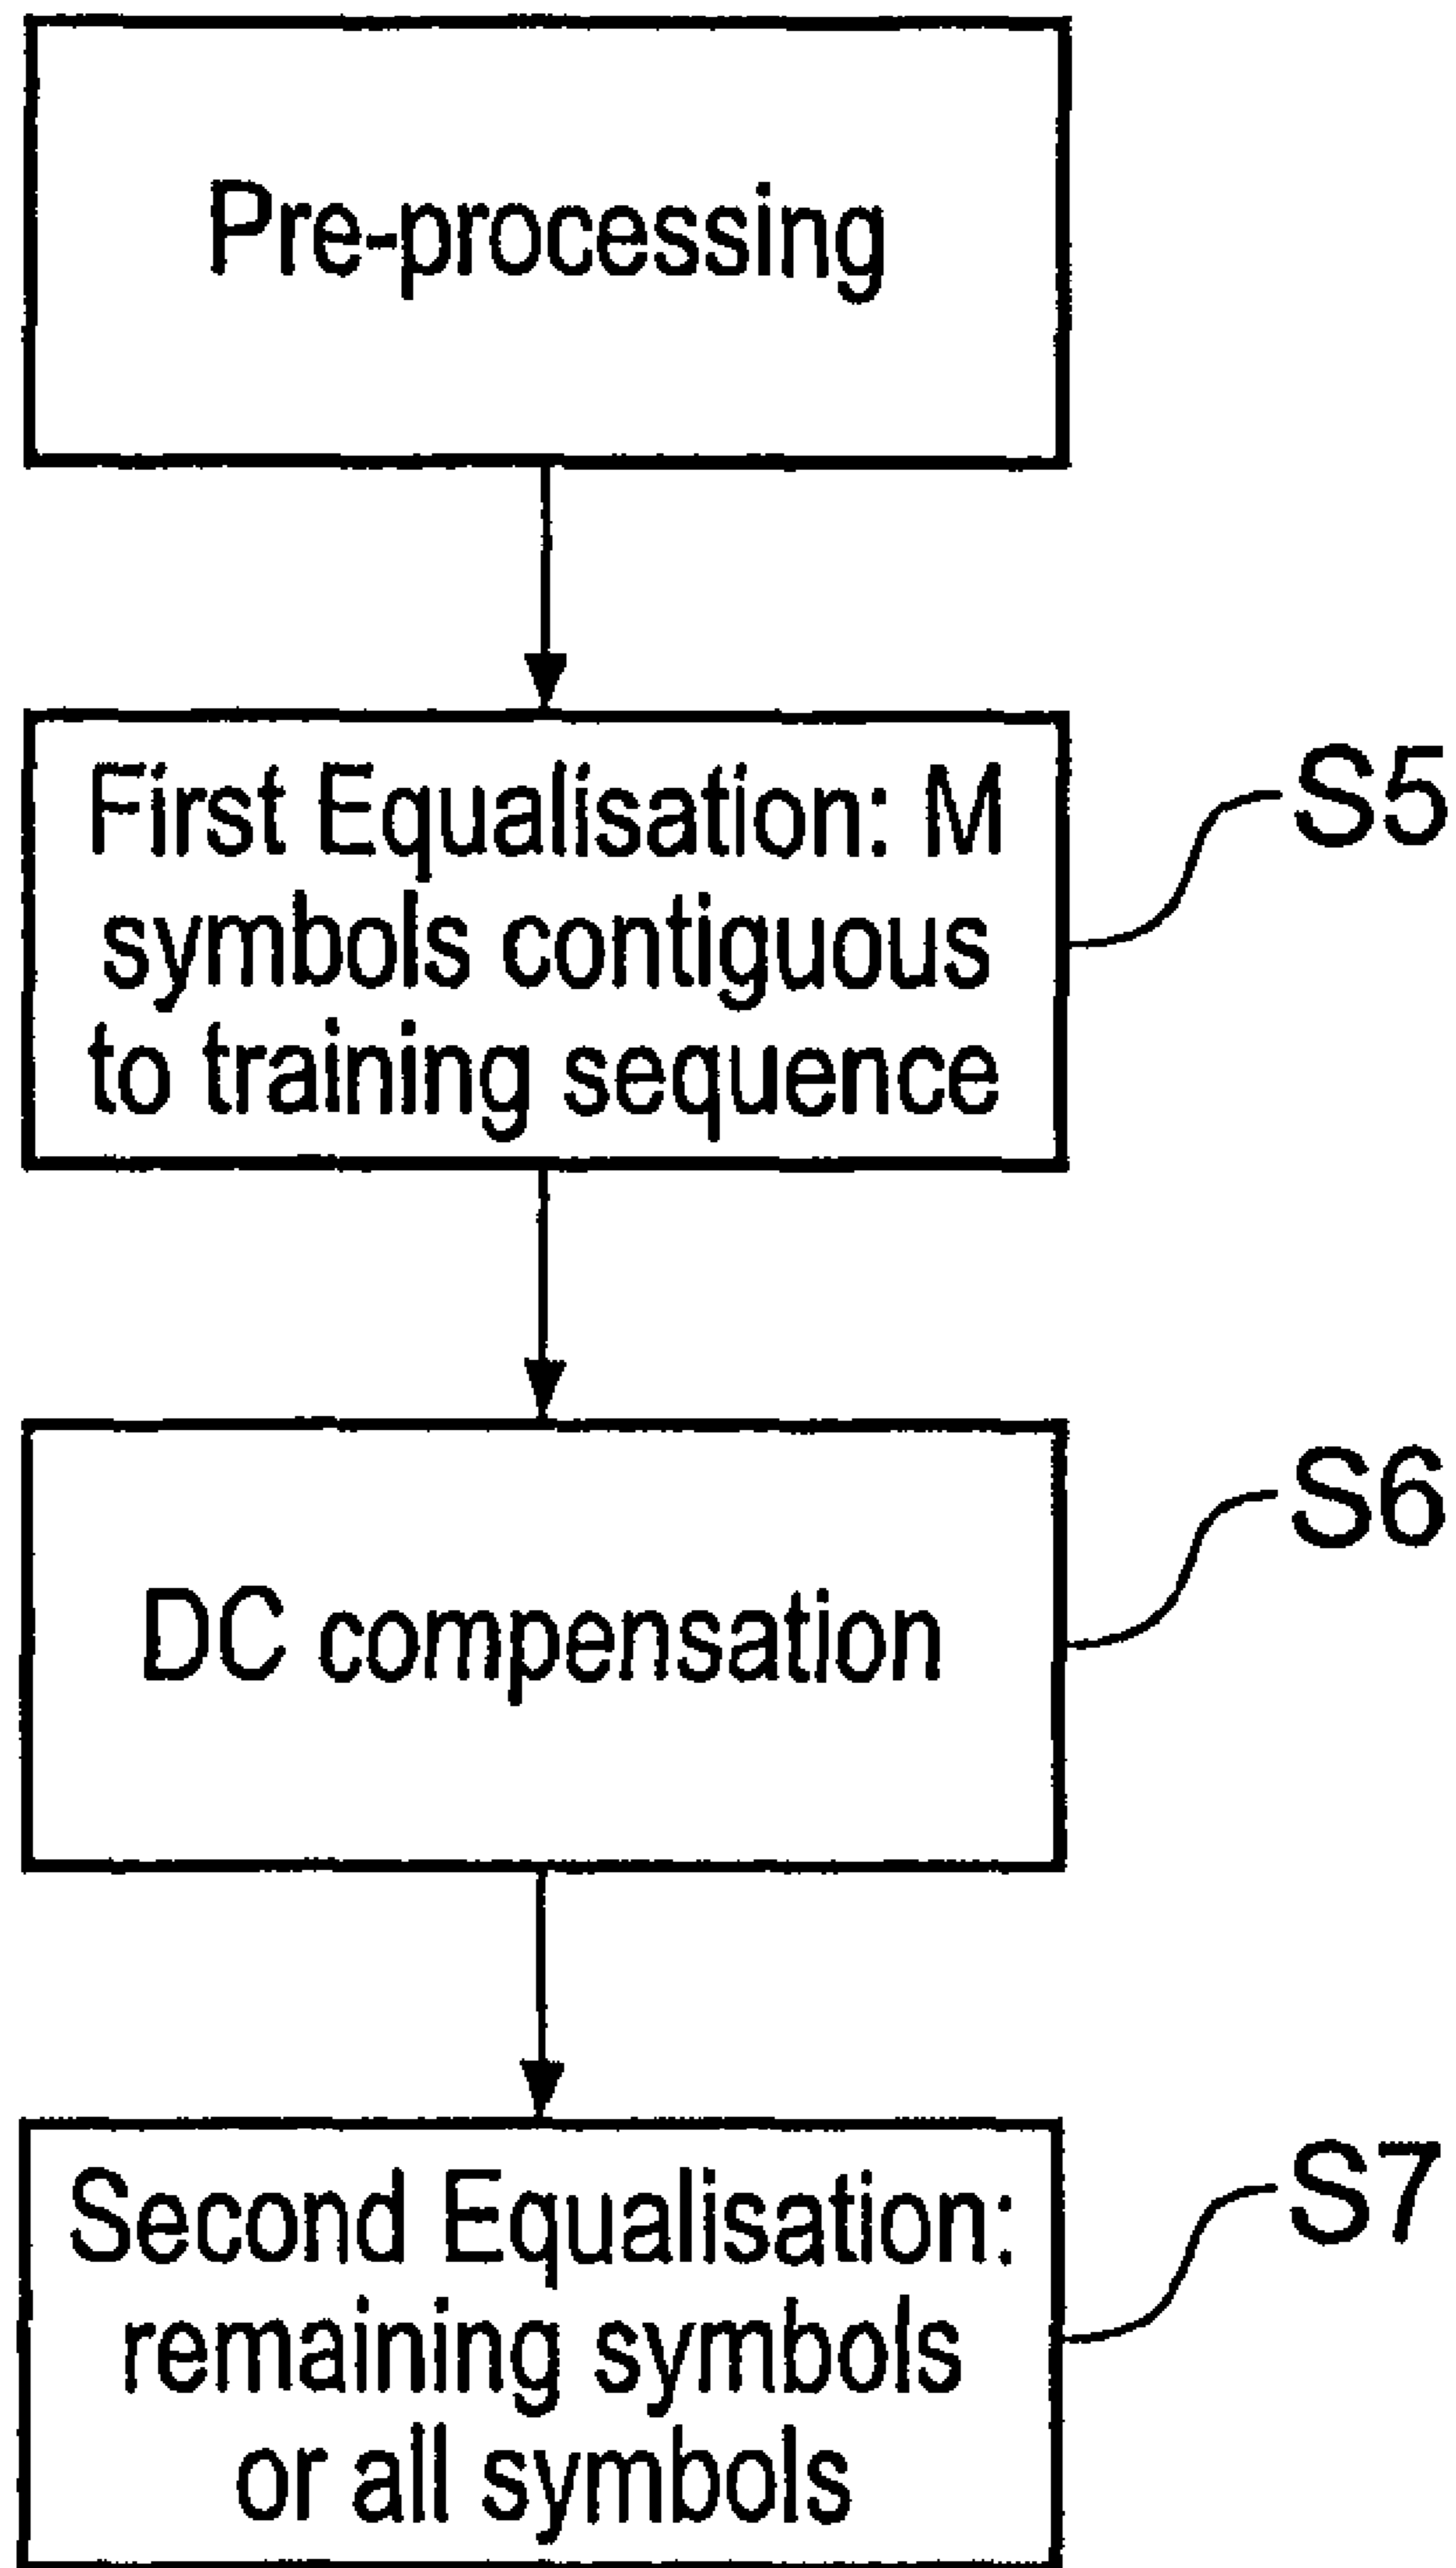 Pre-processing
First Equalisation: M
symbols contiguous
to training sequence
S5
DC compensation
S6
Second Equalisation:
remaining symbols
or all symbols
S7